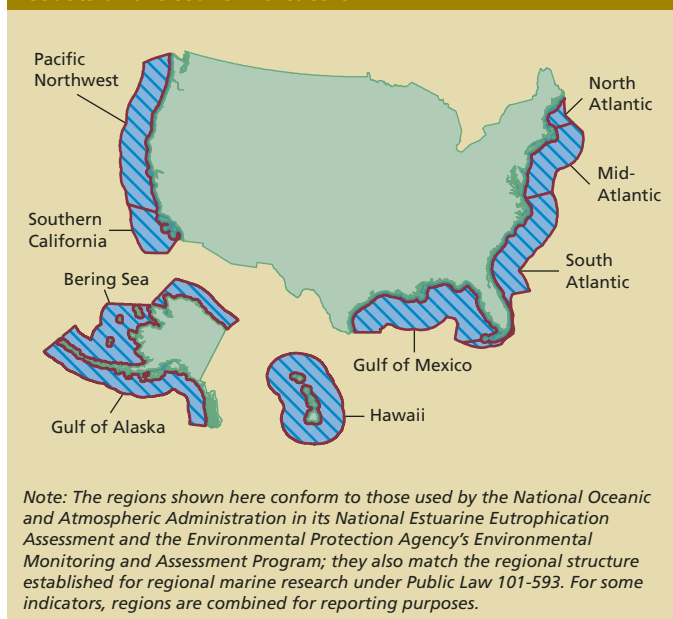 Pacific
Northwest
North
Atlantic
Mid-
Atlantic
Southern
California
South
Atlantic
Bering Sea
Gulf of Mexico
Hawaii
Gulf of Alaska
Note: The regions shown here conform to those used by the National Oceanic
and Atmospheric Administration in its National Estuarine Eutrophication
Assessment and the Environmental Protection Agency’s Environmental
Monitoring and Assessment Program; they also match the regional structure
established for regional marine research under Public Law 101-593. For some
indicators, regions are combined for reporting purposes.